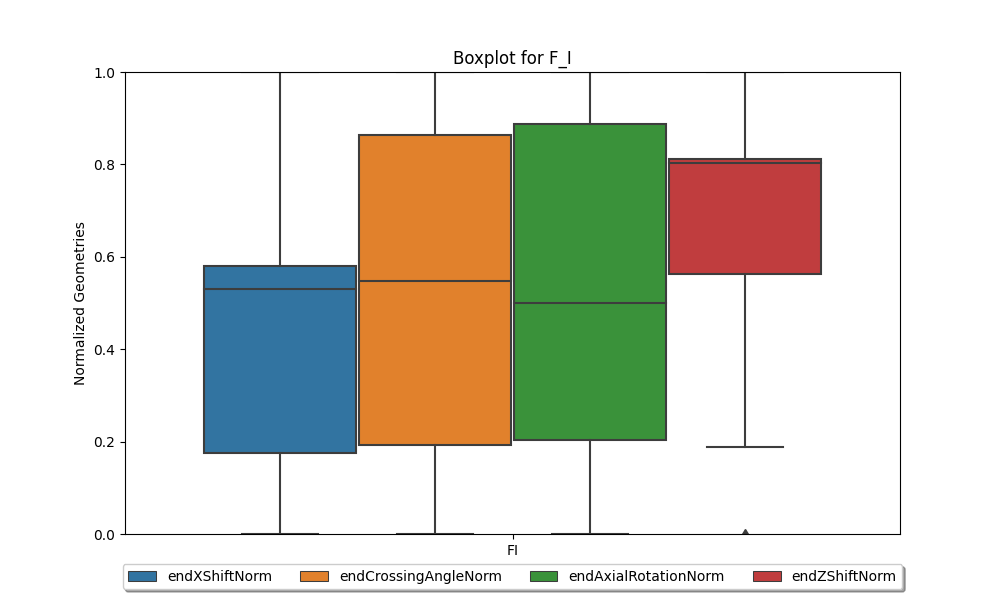 Boxplot for F_I
1.0
0.8
0.6
0.4
0.2
0.0
Normalized Geometries
FI
endXShiftNorm endCrossingAngleNorm endAxialRotationNorm endZShiftNorm